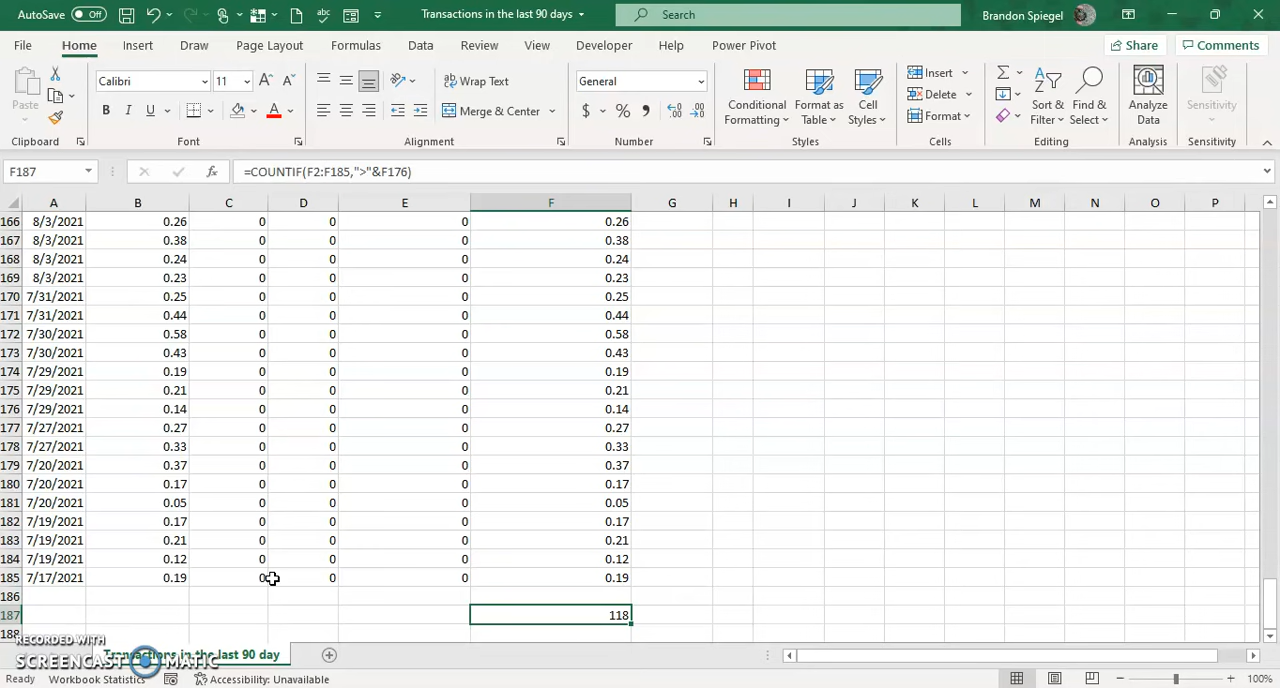 AutoSave Off Transactions in the last 90 days Search Brandon Spiegel
File Home Insert Draw Page Layout Formulas Data Review View Developer Help Power Pivot Share Comments
Paste Calibri 11 Wrap Text General Conditional Formatting Format as Table Cell Styles Insert Sort & Filter Find & Select Analyze Data Sensitivity
Merge & Center $ % Delete
Format
Clipboard Font Alignment Number Styles Cells Editing Analysis Sensitivity
F187 fx =COUNTIF(F2:F185,">"&F176)
A B C D E F G H I J K L M N O P
166 8/3/2021 0.26 0 0 0 0.26
167 8/3/2021 0.38 0 0 0 0.38
168 8/3/2021 0.24 0 0 0 0.24
169 8/3/2021 0.23 0 0 0 0.23
170 7/31/2021 0.25 0 0 0 0.25
171 7/31/2021 0.44 0 0 0 0.44
172 7/30/2021 0.58 0 0 0 0.58
173 7/30/2021 0.43 0 0 0 0.43
174 7/29/2021 0.19 0 0 0 0.19
175 7/29/2021 0.21 0 0 0 0.21
176 7/29/2021 0.14 0 0 0 0.14
177 7/27/2021 0.27 0 0 0 0.27
178 7/27/2021 0.33 0 0 0 0.33
179 7/20/2021 0.37 0 0 0 0.37
180 7/20/2021 0.17 0 0 0 0.17
181 7/20/2021 0.05 0 0 0 0.05
182 7/19/2021 0.17 0 0 0 0.17
183 7/19/2021 0.21 0 0 0 0.21
184 7/19/2021 0.12 0 0 0 0.12
185 7/17/2021 0.19 0 0 0 0.19
186
187 118
188
RECORDED WITH
SCREENCAST MATIC
Transactions in the last 90 day
Ready Workbook Statistics Accessibility: Unavailable 100%